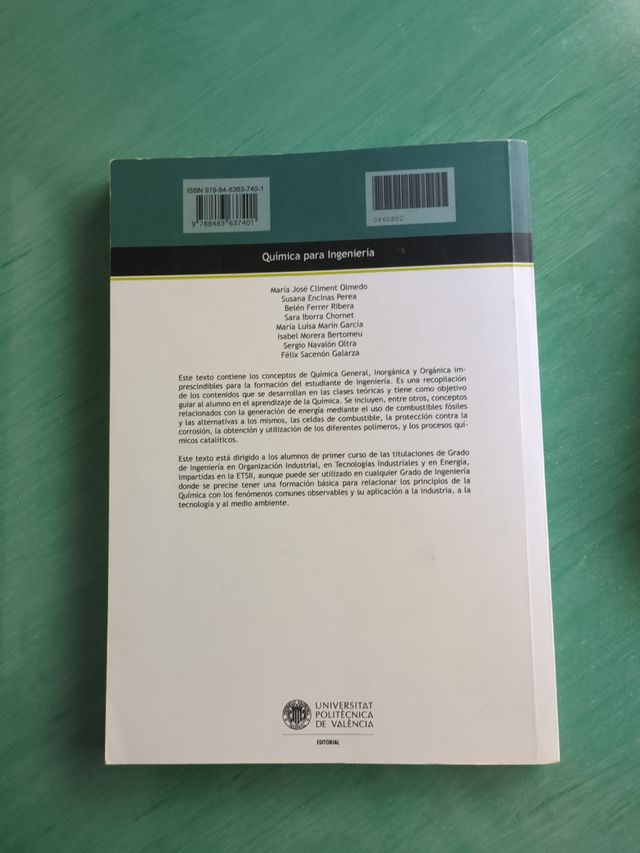 ISBN 978-84-8363-740-1
9 788483 637401
0860P02
Química para Ingeniería
María José Climent Olmedo
Susana Encinas Perea
Belén Ferrer Ribera
Sara Iborra Chornet
María Luisa Marín García
Isabel Morera Bertomeu
Sergio Navalón Oltra
Félix Sacenón Galarza
Este texto contiene los conceptos de Química General, Inorgánica y Orgánica im-
prescindibles para la formación del estudiante de Ingeniería. Es una recopilación
de los contenidos que se desarrollan en las clases teóricas y tiene como objetivo
guiar al alumno en el aprendizaje de la Química. Se incluyen, entre otros, conceptos
relacionados con la generación de energía mediante el uso de combustibles fósiles
y las alternativas a los mismos, las celdas de combustible, la protección contra la
corrosión, la obtención y utilización de los diferentes polímeros, y los procesos quí-
micos catalíticos.
Este texto está dirigido a los alumnos de primer curso de las titulaciones de Grado
de Ingeniería en Organización Industrial, en Tecnologías Industriales y en Energía,
impartidas en la ETSII, aunque puede ser utilizado en cualquier Grado de Ingeniería
donde se precise tener una formación básica para relacionar los principios de la
Química con los fenómenos comunes observables y su aplicación a la industria, a la
tecnología y al medio ambiente.
UNIVERSITAT
POLITÈCNICA
DE VALÈNCIA
EDITORIAL